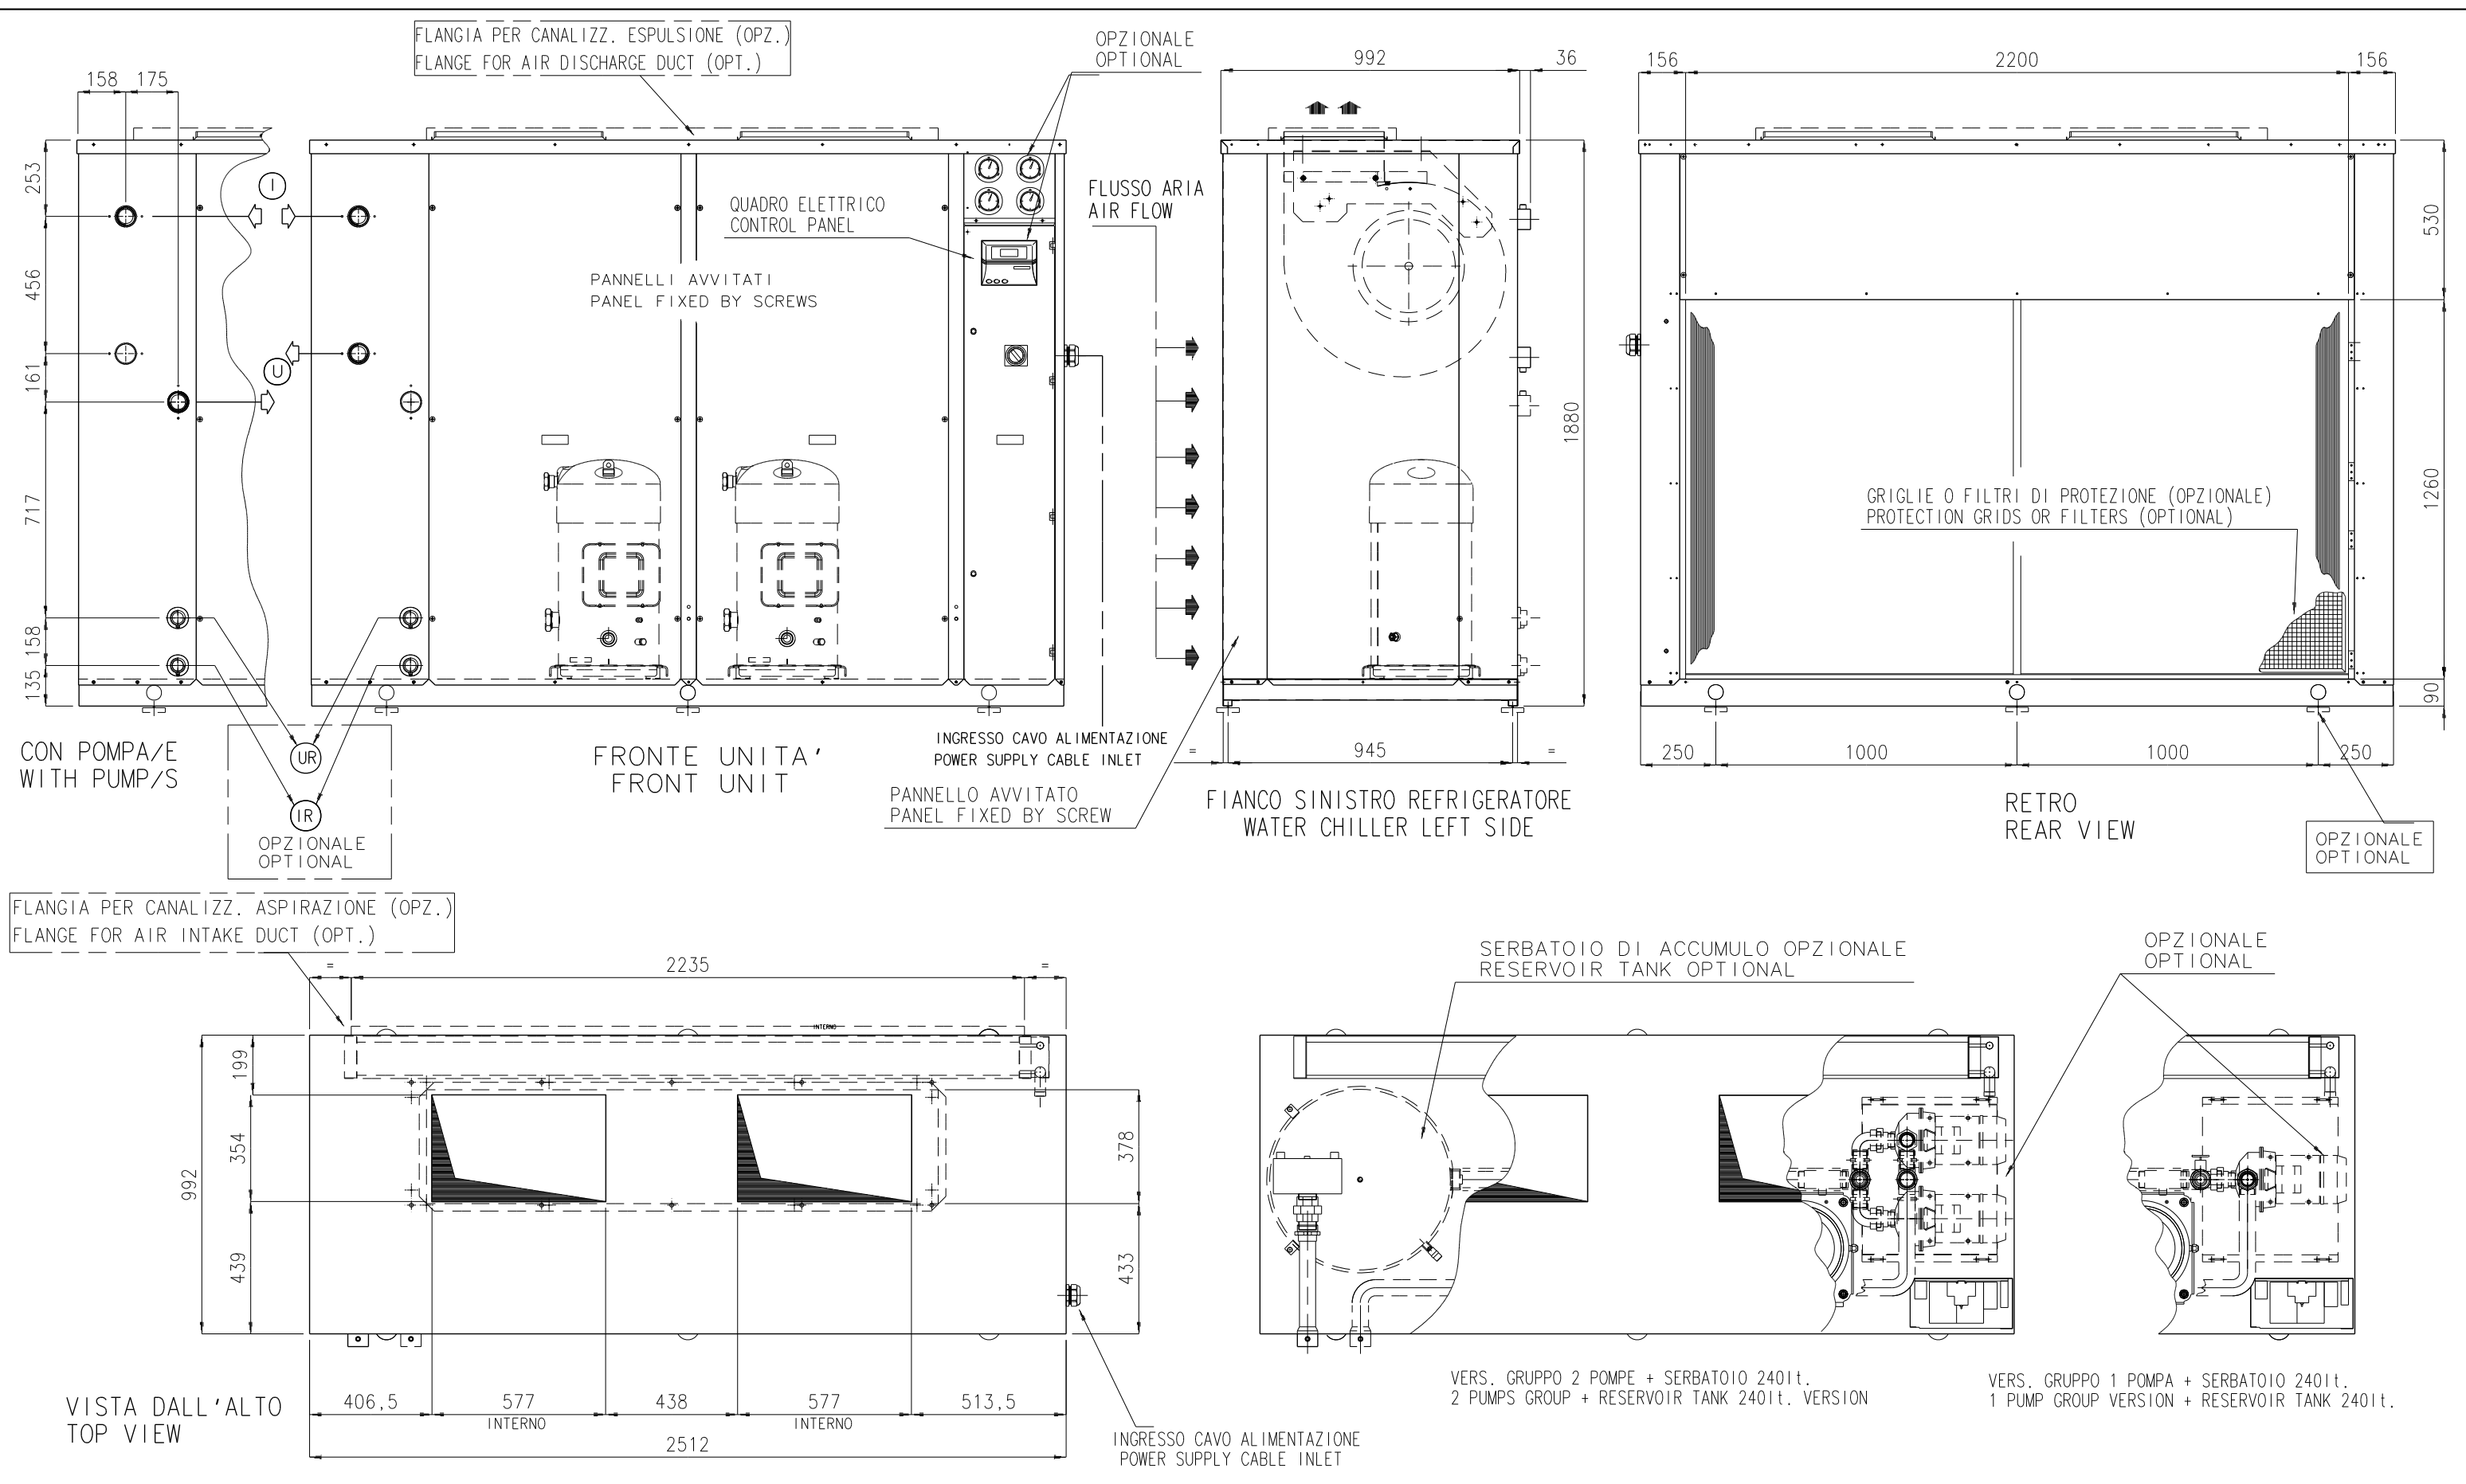 FLANGIA PER CANALIZZ. ESPULSIONE (OPZ.)
FLANGE FOR AIR DISCHARGE DUCT (OPT.)
OPZIONALE
OPTIONAL
158 175
253
456
161
717
158
135
I
U
QUADRO ELETTRICO
CONTROL PANEL
PANNELLI AVVITATI
PANEL FIXED BY SCREWS
CON POMPA/E
WITH PUMP/S
UR
IR
OPZIONALE
OPTIONAL
FRONTE UNITA'
FRONT UNIT
INGRESSO CAVO ALIMENTAZIONE
POWER SUPPLY CABLE INLET
FLUSSO ARIA
AIR FLOW
992
36
1880
= 945 =
PANNELLO AVVITATO
PANEL FIXED BY SCREW
FIANCO SINISTRO REFRIGERATORE
WATER CHILLER LEFT SIDE
156 2200 156
530
1260
90
GRIGLIE O FILTRI DI PROTEZIONE (OPZIONALE)
PROTECTION GRIDS OR FILTERS (OPTIONAL)
250 1000 1000 250
RETRO
REAR VIEW
OPZIONALE
OPTIONAL
FLANGIA PER CANALIZZ. ASPIRAZIONE (OPZ.)
FLANGE FOR AIR INTAKE DUCT (OPT.)
= 2235 =
INTERNO
992
199
354
439
378
433
406,5 577 438 577 513,5
INTERNO INTERNO
2512
VISTA DALL'ALTO
TOP VIEW
INGRESSO CAVO ALIMENTAZIONE
POWER SUPPLY CABLE INLET
SERBATOIO DI ACCUMULO OPZIONALE
RESERVOIR TANK OPTIONAL
OPZIONALE
OPTIONAL
VERS. GRUPPO 2 POMPE + SERBATOIO 240lt.
2 PUMPS GROUP + RESERVOIR TANK 240lt. VERSION
VERS. GRUPPO 1 POMPA + SERBATOIO 240lt.
1 PUMP GROUP VERSION + RESERVOIR TANK 240lt.